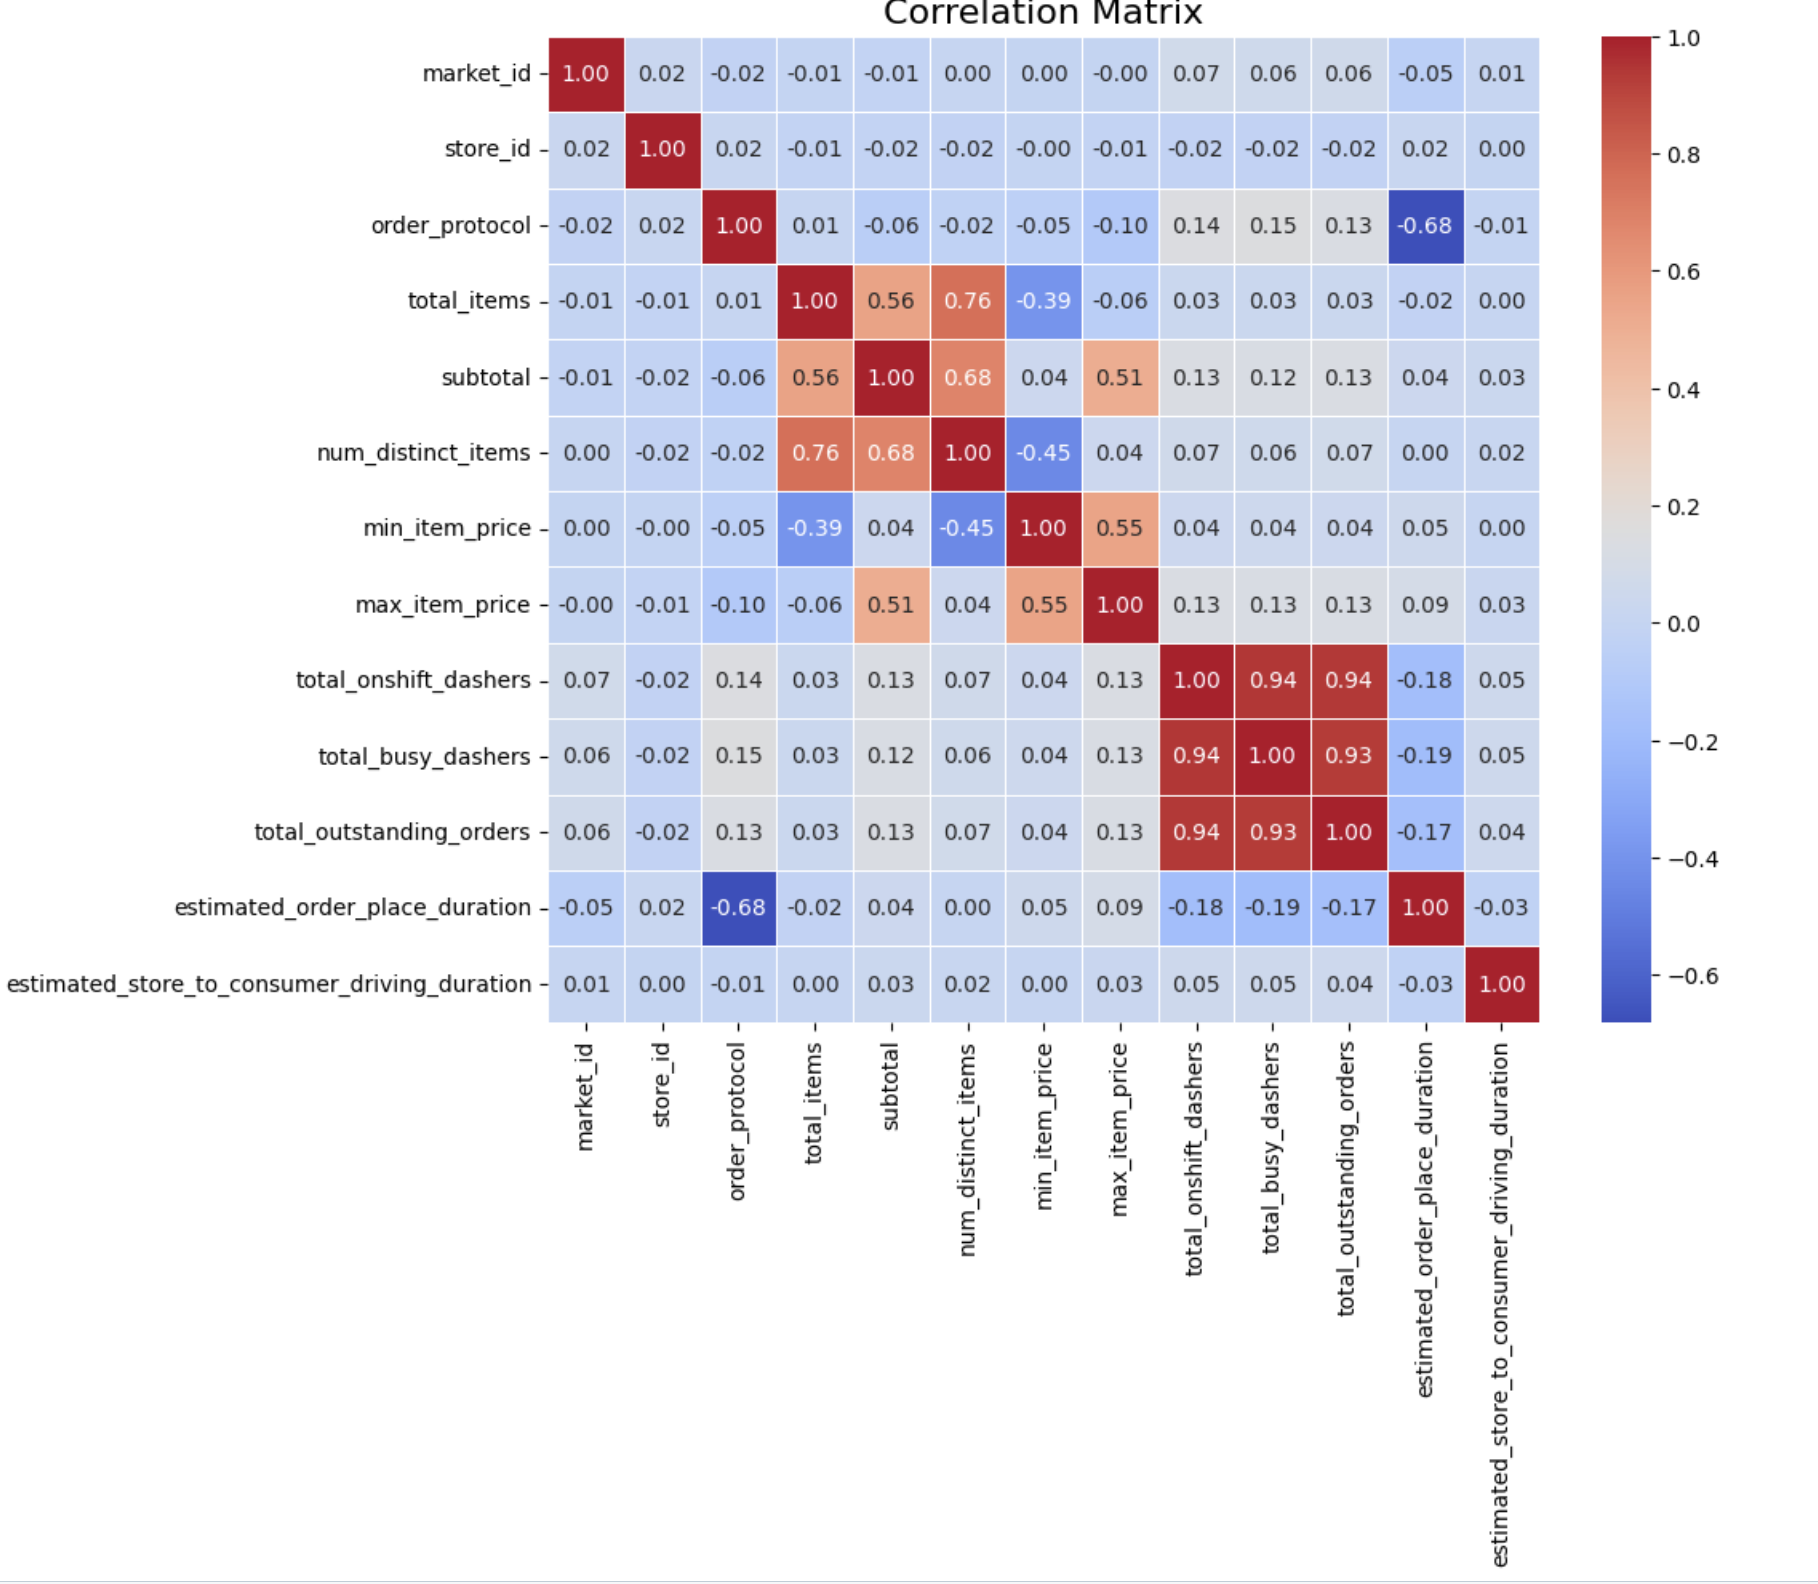 Correlation Matrix
market_id 1.00 0.02 -0.02 -0.01 -0.01 0.00 0.00 -0.00 0.07 0.06 0.06 -0.05 0.01
store_id 0.02 1.00 0.02 -0.01 -0.02 -0.02 -0.00 -0.01 -0.02 -0.02 -0.02 0.02 0.00
order_protocol -0.02 0.02 1.00 0.01 -0.06 -0.02 -0.05 -0.10 0.14 0.15 0.13 -0.68 -0.01
total_items -0.01 -0.01 0.01 1.00 0.56 0.76 -0.39 -0.06 0.03 0.03 0.03 -0.02 0.00
subtotal -0.01 -0.02 -0.06 0.56 1.00 0.68 0.04 0.51 0.13 0.12 0.13 0.04 0.03
num_distinct_items 0.00 -0.02 -0.02 0.76 0.68 1.00 -0.45 0.04 0.07 0.06 0.07 0.00 0.02
min_item_price 0.00 -0.00 -0.05 -0.39 0.04 -0.45 1.00 0.55 0.04 0.04 0.04 0.05 0.00
max_item_price -0.00 -0.01 -0.10 -0.06 0.51 0.04 0.55 1.00 0.13 0.13 0.13 0.09 0.03
total_onshift_dashers 0.07 -0.02 0.14 0.03 0.13 0.07 0.04 0.13 1.00 0.94 0.94 -0.18 0.05
total_busy_dashers 0.06 -0.02 0.15 0.03 0.12 0.06 0.04 0.13 0.94 1.00 0.93 -0.19 0.05
total_outstanding_orders 0.06 -0.02 0.13 0.03 0.13 0.07 0.04 0.13 0.94 0.93 1.00 -0.17 0.04
estimated_order_place_duration -0.05 0.02 -0.68 -0.02 0.04 0.00 0.05 0.09 -0.18 -0.19 -0.17 1.00 -0.03
estimated_store_to_consumer_driving_duration 0.01 0.00 -0.01 0.00 0.03 0.02 0.00 0.03 0.05 0.05 0.04 -0.03 1.00
market_id
store_id
order_protocol
total_items
subtotal
num_distinct_items
min_item_price
max_item_price
total_onshift_dashers
total_busy_dashers
total_outstanding_orders
estimated_order_place_duration
estimated_store_to_consumer_driving_duration
1.0
0.8
0.6
0.4
0.2
0.0
−0.2
−0.4
−0.6